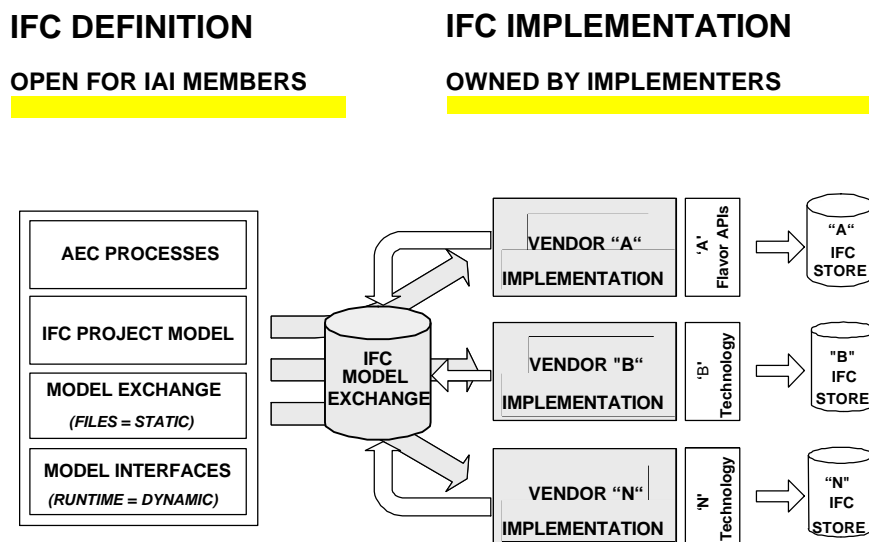 IFC DEFINITION
OPEN FOR IAI MEMBERS
IFC IMPLEMENTATION
OWNED BY IMPLEMENTERS
AEC PROCESSES
IFC PROJECT MODEL
MODEL EXCHANGE
(FILES = STATIC)
MODEL INTERFACES
(RUNTIME = DYNAMIC)
IFC
MODEL
EXCHANGE
VENDOR “A“
IMPLEMENTATION
'A'
Flavor APIs
“A“
IFC
STORE
VENDOR "B“
IMPLEMENTATION
'B'
Technology
"B"
IFC
STORE
VENDOR “N“
IMPLEMENTATION
'N'
Technology
“N"
IFC
STORE